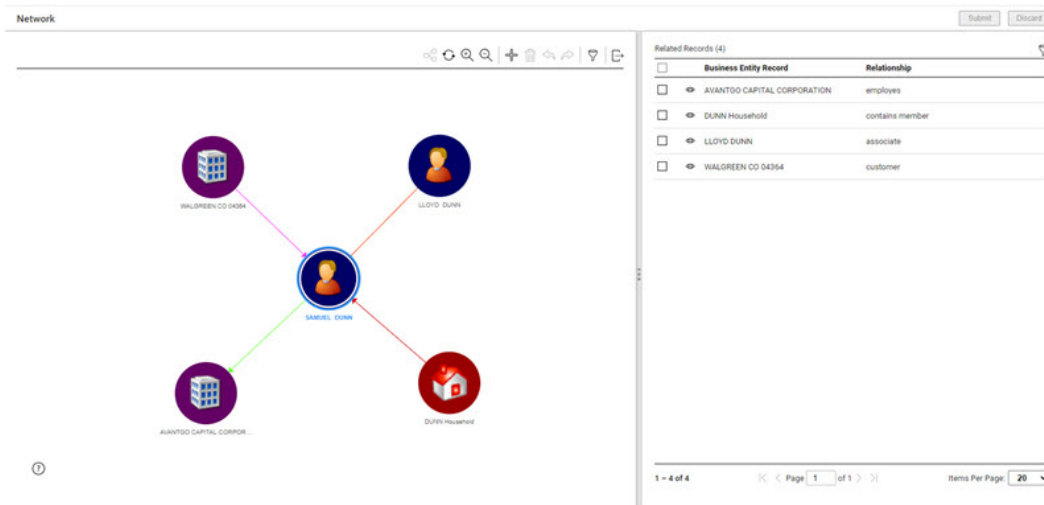 Network
Submit
Discard
WALGREEN CO 04364
LLOYD DUNN
SAMUEL DUNN
AVANTGO CAPITAL CORPOR...
DUNN Household
?
Related Records (4)
Business Entity Record Relationship
AVANTGO CAPITAL CORPORATION employes
DUNN Household contains member
LLOYD DUNN associate
WALGREEN CO 04364 customer
1 – 4 of 4 Page 1 of 1 Items Per Page: 20